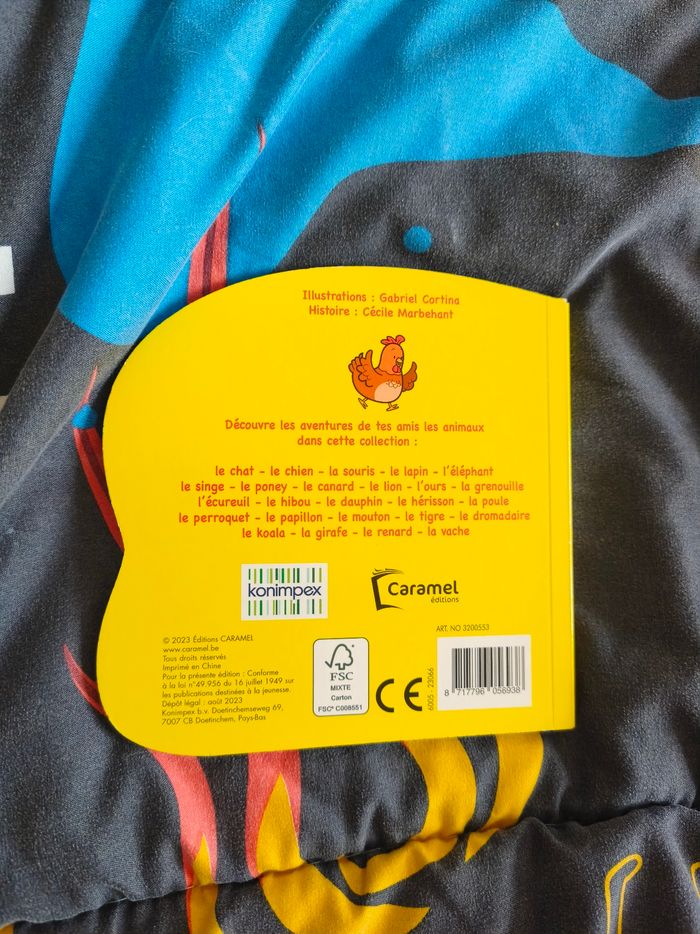 Illustrations : Gabriel Cortina
Histoire : Cécile Marbehant
Découvre les aventures de tes amis les animaux
dans cette collection :
le chat - le chien - la souris - le lapin - l'éléphant
le singe - le poney - le canard - le lion - l'ours - la grenouille
l'écureuil - le hibou - le dauphin - le hérisson - la poule
le perroquet - le papillon - le mouton - le tigre - le dromadaire
le koala - la girafe - le renard - la vache
konimpex
Caramel
éditions
© 2023 Éditions CARAMEL
www.caramel.be
Tous droits réservés
Imprimé en Chine
Pour la présente édition : Conforme
à la loi n°49.956 du 16 juillet 1949 sur
les publications destinées à la jeunesse.
Dépôt légal : août 2023
Konimpex b.v. Doetinchemseweg 69,
7007 CB Doetinchem, Pays-Bas
FSC
MIXTE
Carton
FSC® C008551
CE
6005 - 23066
ART. NO 3200553
8 717796 056938